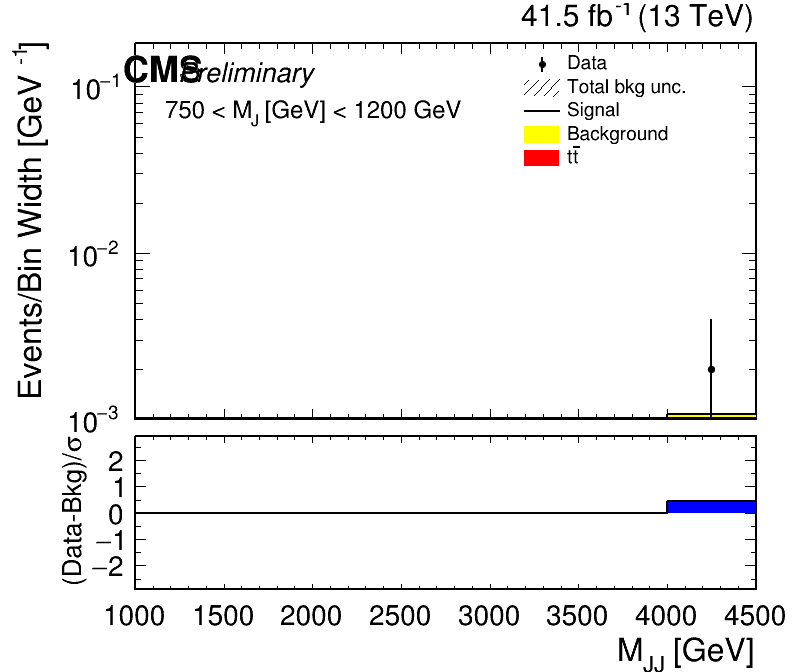 41.5 fb⁻¹ (13 TeV)
CMS Preliminary
750 < M_J [GeV] < 1200 GeV
Data
Total bkg unc.
Signal
Background
tt̅
Events/Bin Width [GeV⁻¹]
10⁻¹
10⁻²
10⁻³
(Data-Bkg)/σ
2
1
0
−1
−2
1000 1500 2000 2500 3000 3500 4000 4500
M_JJ [GeV]